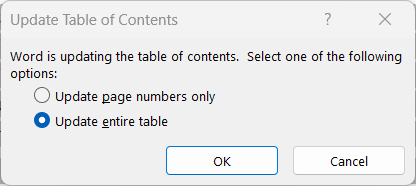 Update Table of Contents
Word is updating the table of contents.  Select one of the following
options:
Update page numbers only
Update entire table
OK
Cancel